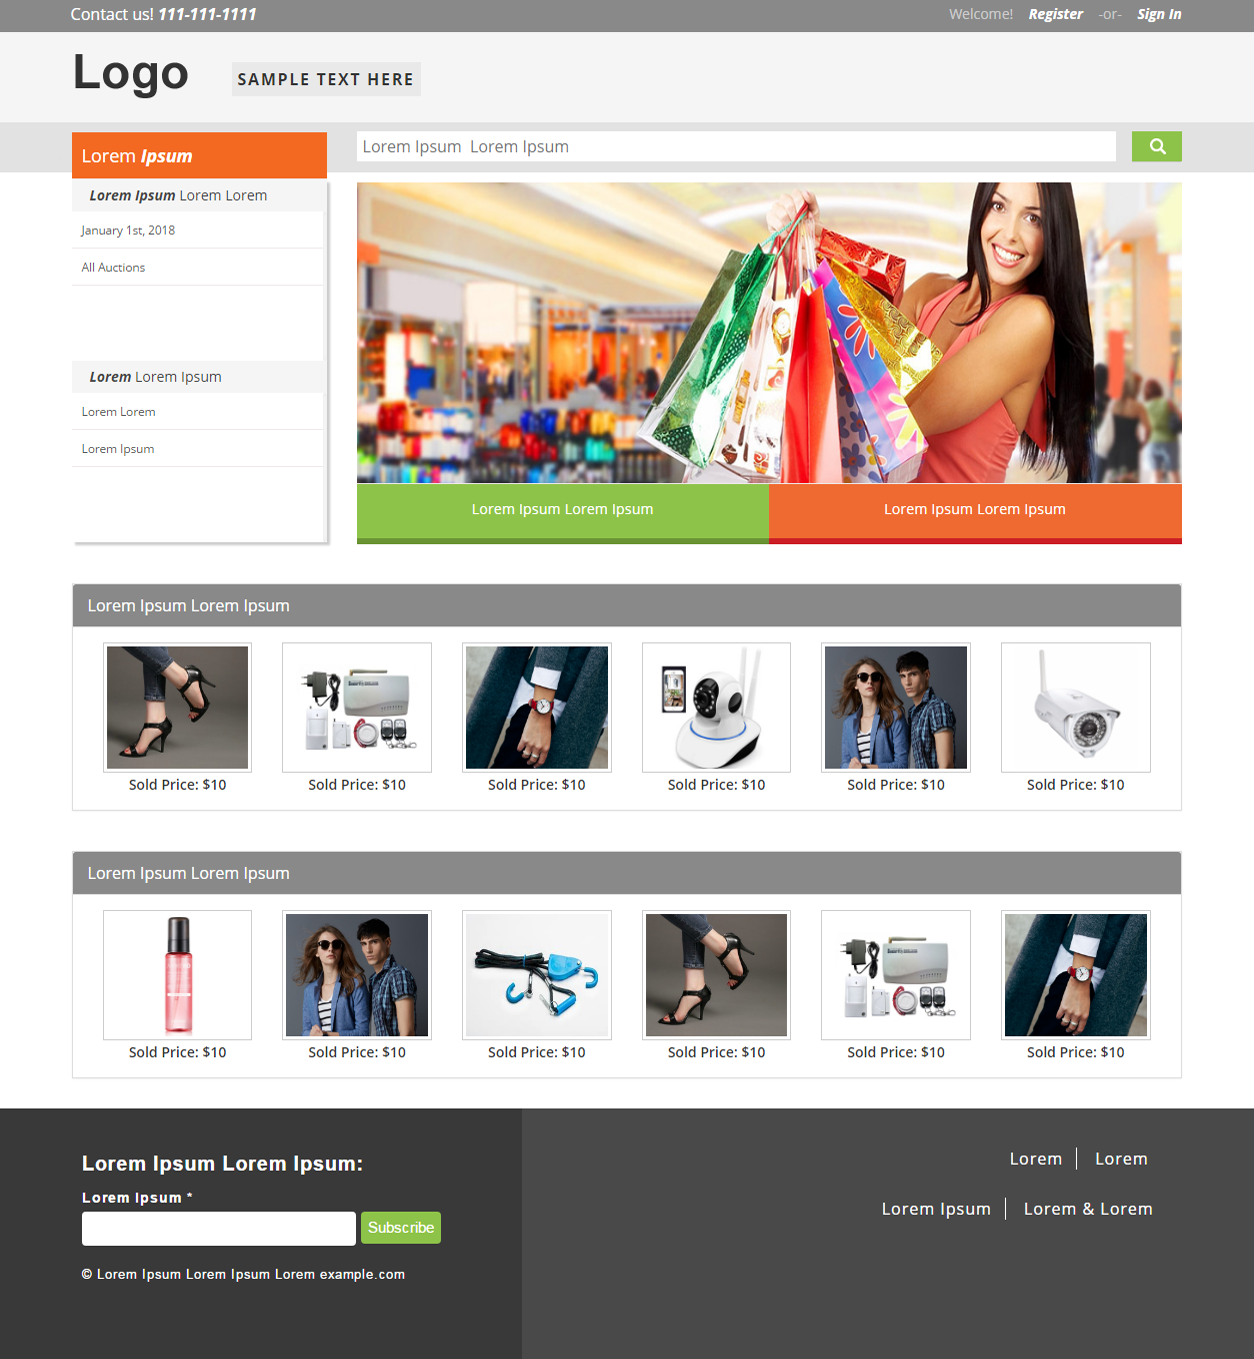 Contact us! 111-111-1111
Welcome! Register -or- Sign In
Logo
SAMPLE TEXT HERE
Lorem Ipsum
Lorem Ipsum Lorem Ipsum
Lorem Ipsum Lorem Lorem
January 1st, 2018
All Auctions
Lorem Lorem Ipsum
Lorem Lorem
Lorem Ipsum
Lorem Ipsum Lorem Ipsum
Lorem Ipsum Lorem Ipsum
Lorem Ipsum Lorem Ipsum
Sold Price: $10
Sold Price: $10
Sold Price: $10
Sold Price: $10
Sold Price: $10
Sold Price: $10
Lorem Ipsum Lorem Ipsum
Sold Price: $10
Sold Price: $10
Sold Price: $10
Sold Price: $10
Sold Price: $10
Sold Price: $10
Lorem Ipsum Lorem Ipsum:
Lorem Ipsum *
Subscribe
© Lorem Ipsum Lorem Ipsum Lorem example.com
Lorem | Lorem
Lorem Ipsum | Lorem & Lorem